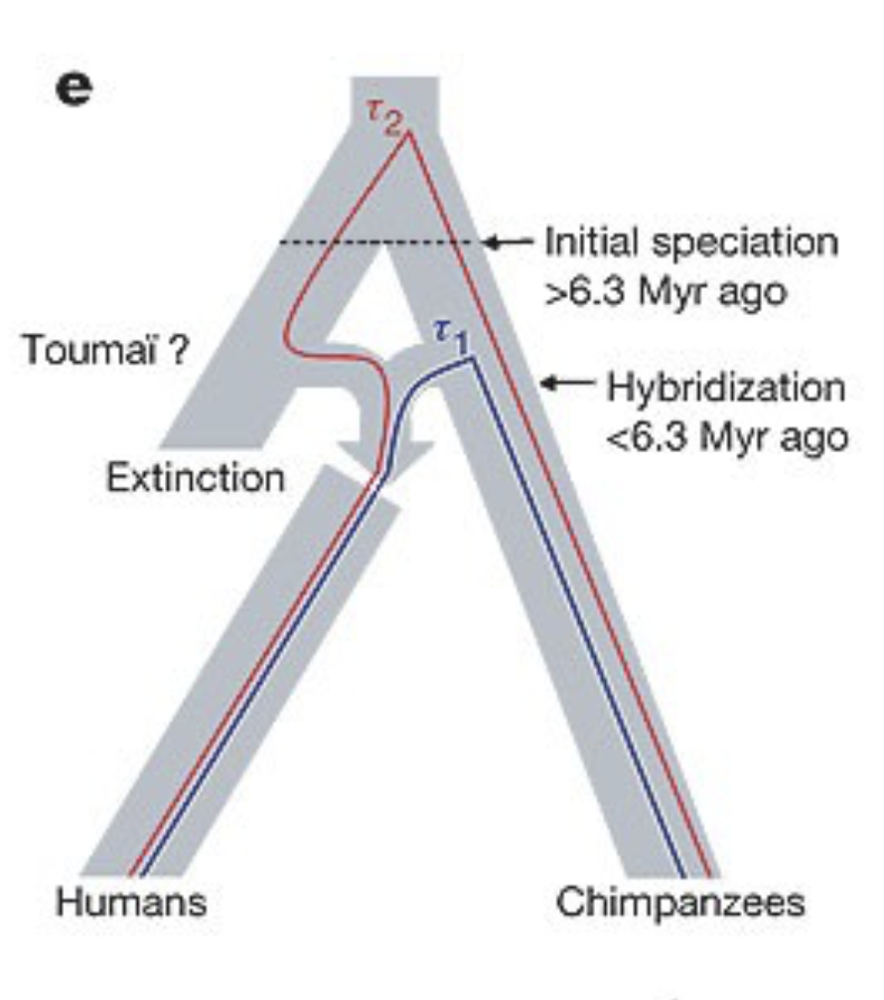 e
τ2
Initial speciation
>6.3 Myr ago
τ1
Toumaï ?
Hybridization
<6.3 Myr ago
Extinction
Humans
Chimpanzees